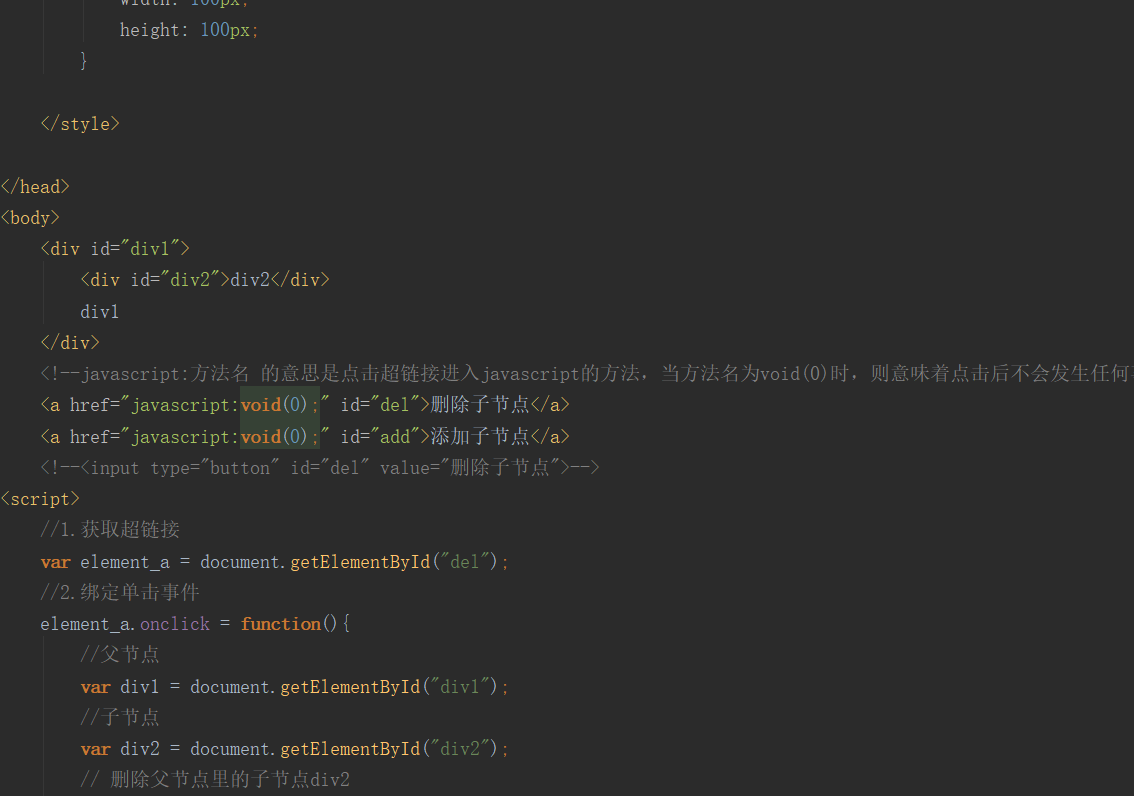 width: 100px;
height: 100px;
}
</style>
</head>
<body>
<div id="div1">
<div id="div2">div2</div>
div1
</div>
<!--javascript:方法名 的意思是点击超链接进入javascript的方法，当方法名为void(0)时，则意味着点击后不会发生任何
<a href="javascript:void(0);" id="del">删除子节点</a>
<a href="javascript:void(0);" id="add">添加子节点</a>
<!--<input type="button" id="del" value="删除子节点">-->
<script>
//1.获取超链接
var element_a = document.getElementById("del");
//2.绑定单击事件
element_a.onclick = function(){
//父节点
var div1 = document.getElementById("div1");
//子节点
var div2 = document.getElementById("div2");
// 删除父节点里的子节点div2